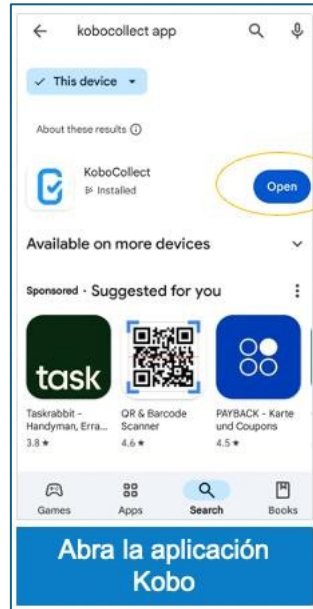 kobocollect app
This device
About these results
KoboCollect
Installed
Open
Available on more devices
Sponsored · Suggested for you
task
Taskrabbit -
Handyman, Erra...
3.8 ★
QR & Barcode
Scanner
4.6 ★
PAYBACK - Karte
und Coupons
4.5 ★
Games
Apps
Search
Books
Abra la aplicación
Kobo